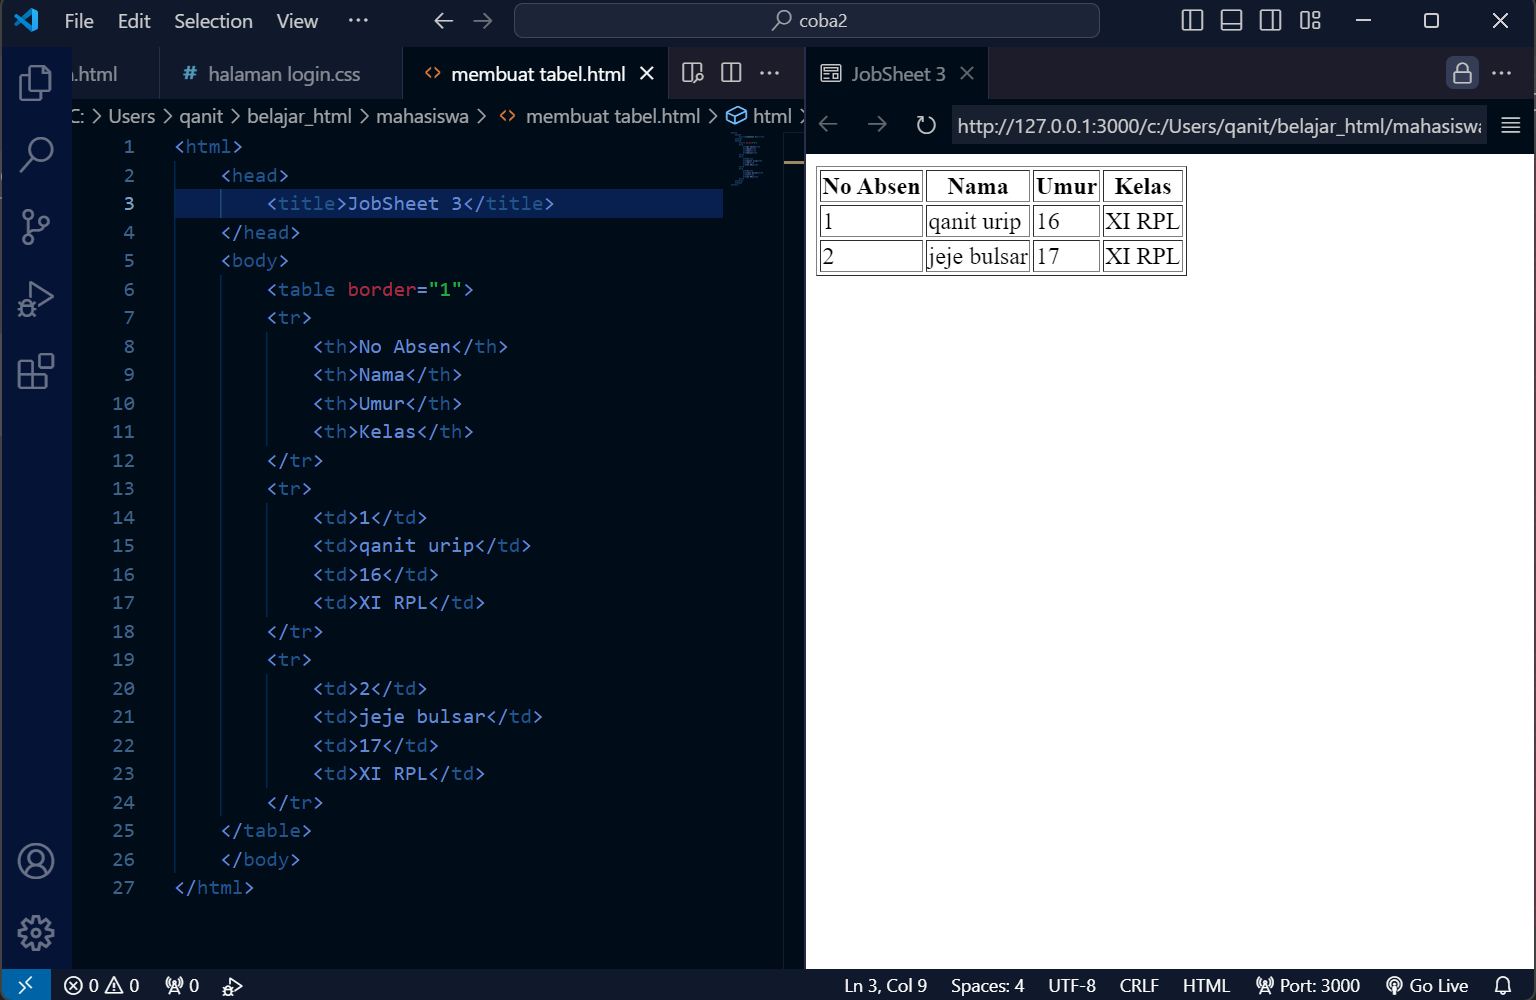 File Edit Selection View ··· coba2
.html # halaman login.css <> membuat tabel.html JobSheet 3
C: > Users > qanit > belajar_html > mahasiswa > <> membuat tabel.html > html >
http://127.0.0.1:3000/c:/Users/qanit/belajar_html/mahasiswa
1 <html>
2 <head>
3 <title>JobSheet 3</title>
4 </head>
5 <body>
6 <table border="1">
7 <tr>
8 <th>No Absen</th>
9 <th>Nama</th>
10 <th>Umur</th>
11 <th>Kelas</th>
12 </tr>
13 <tr>
14 <td>1</td>
15 <td>qanit urip</td>
16 <td>16</td>
17 <td>XI RPL</td>
18 </tr>
19 <tr>
20 <td>2</td>
21 <td>jeje bulsar</td>
22 <td>17</td>
23 <td>XI RPL</td>
24 </tr>
25 </table>
26 </body>
27 </html>
No Absen Nama Umur Kelas
1 qanit urip 16 XI RPL
2 jeje bulsar 17 XI RPL
0 0 0 Ln 3, Col 9 Spaces: 4 UTF-8 CRLF HTML Port: 3000 Go Live